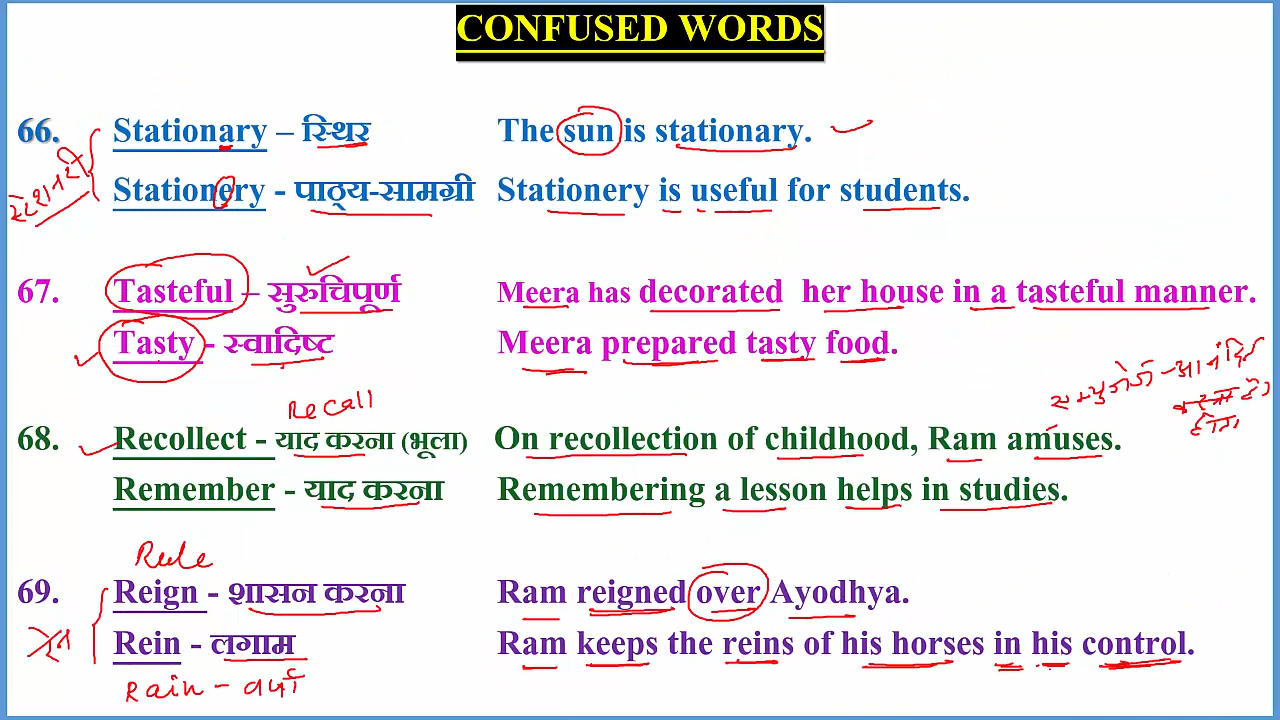 CONFUSED WORDS
66. Stationary – स्थिर The sun is stationary.
स्टेशनरी
Stationery - पाठ्य-सामग्री Stationery is useful for students.
67. Tasteful – सुरुचिपूर्ण Meera has decorated her house in a tasteful manner.
Tasty - स्वादिष्ट Meera prepared tasty food.
Recall
68. Recollect - याद करना (भूला) On recollection of childhood, Ram amuses.
Remember - याद करना Remembering a lesson helps in studies.
Rule
69. Reign - शासन करना Ram reigned over Ayodhya.
रेन
Rein - लगाम Ram keeps the reins of his horses in his control.
Rain - वर्षा